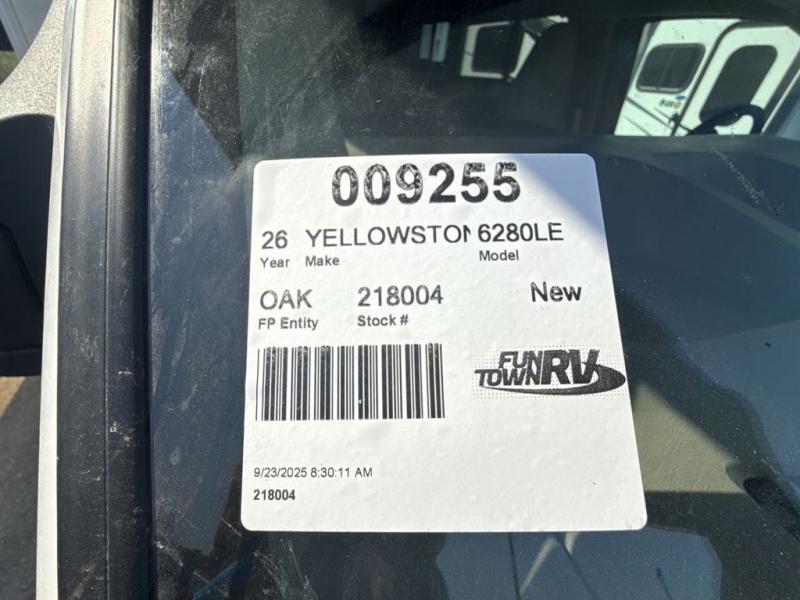 009255
26 YELLOWSTON 6280LE
Year Make Model
OAK 218004 New
FP Entity Stock #
FUN
TOWN RV
9/23/2025 8:30:11 AM
218004